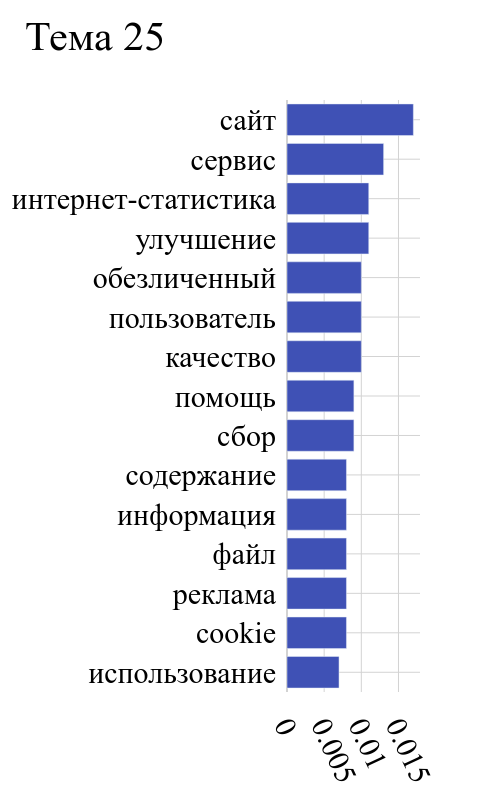 Тема 25
сайт
сервис
интернет-статистика
улучшение
обезличенный
пользователь
качество
помощь
сбор
содержание
информация
файл
реклама
cookie
использование
0
0.005
0.01
0.015